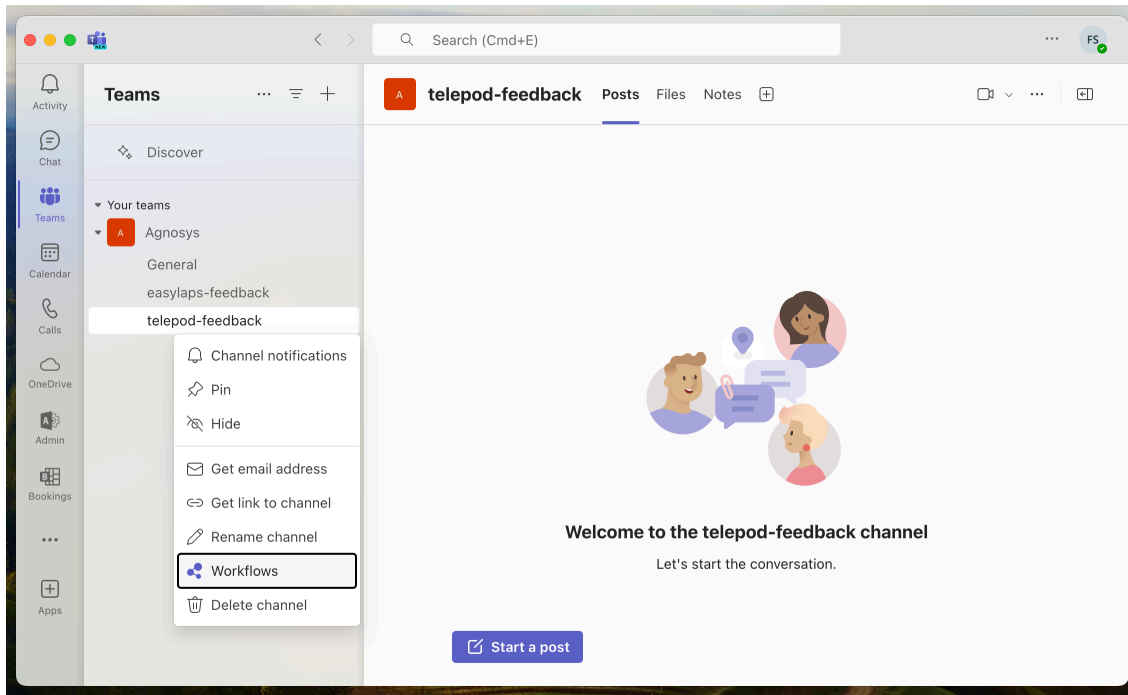 NEW
Search (Cmd+E)
FS
Activity
Chat
Teams
Calendar
Calls
OneDrive
Admin
Bookings
Apps
Teams
Discover
Your teams
A
Agnosys
General
easylaps-feedback
telepod-feedback
Channel notifications
Pin
Hide
Get email address
Get link to channel
Rename channel
Workflows
Delete channel
A
telepod-feedback
Posts
Files
Notes
Welcome to the telepod-feedback channel
Let's start the conversation.
Start a post